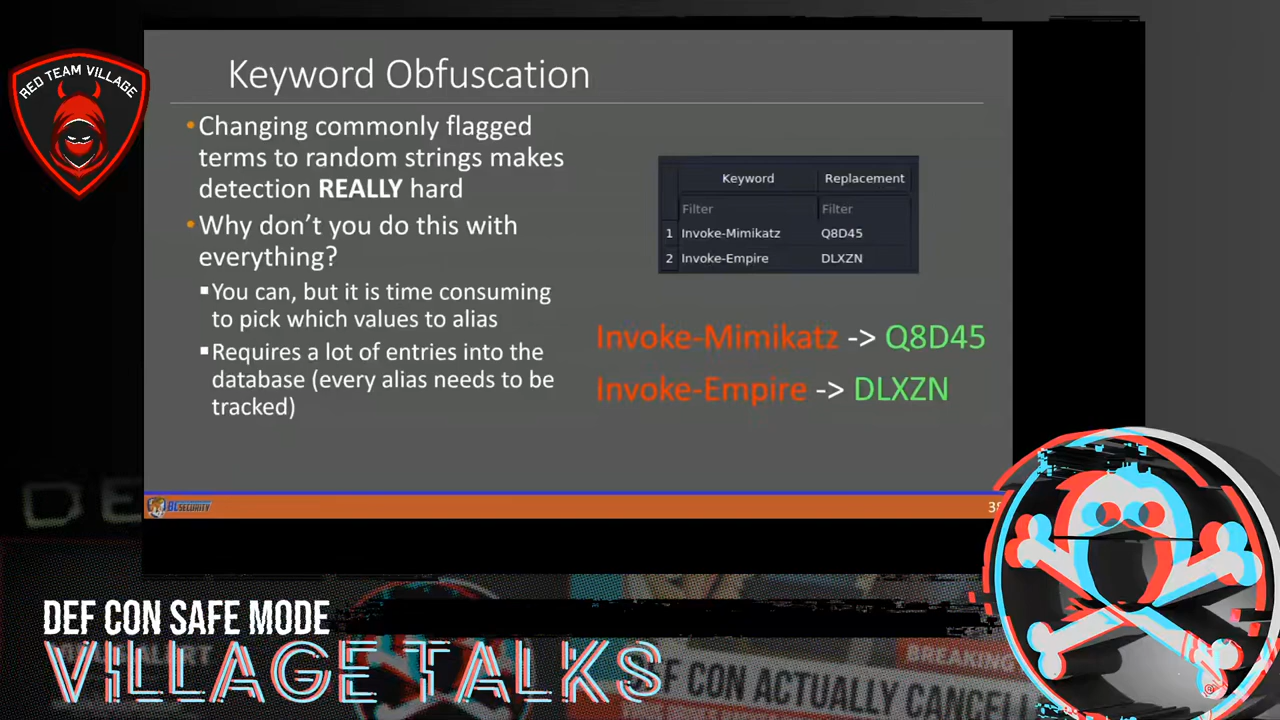 RED TEAM VILLAGE
Keyword Obfuscation
•Changing commonly flagged
terms to random strings makes
detection REALLY hard
•Why don’t you do this with
everything?
▪You can, but it is time consuming
to pick which values to alias
▪Requires a lot of entries into the
database (every alias needs to be
tracked)
Keyword Replacement
Filter Filter
1 Invoke-Mimikatz Q8D45
2 Invoke-Empire DLXZN
Invoke-Mimikatz -> Q8D45
Invoke-Empire -> DLXZN
BC SECURITY
DEF CON SAFE MODE
VILLAGE TALKS
BREAKING
DEF CON ACTUALLY CANCELL